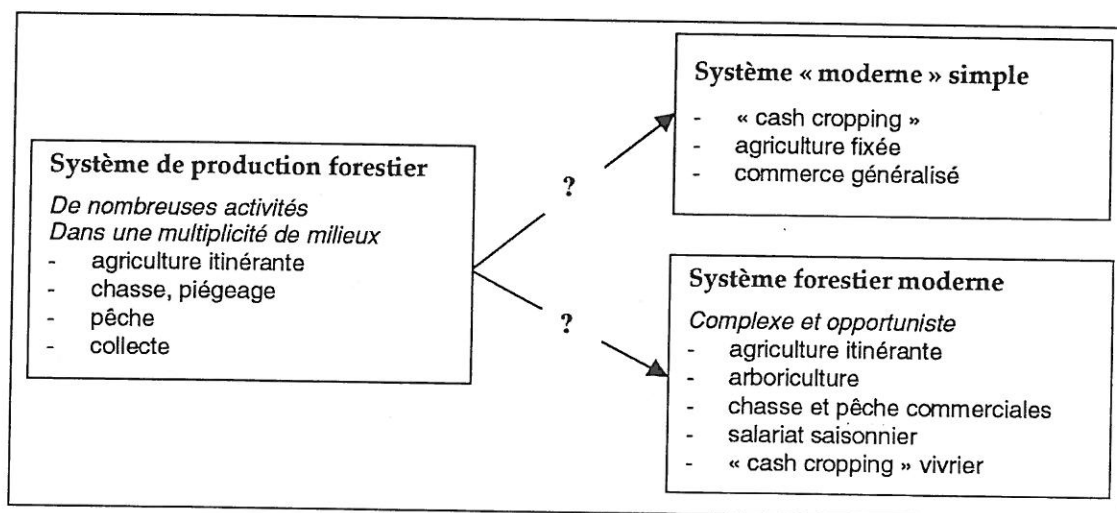 Système de production forestier
De nombreuses activités
Dans une multiplicité de milieux
- agriculture itinérante
- chasse, piégeage
- pêche
- collecte
?
?
Système « moderne » simple
- « cash cropping »
- agriculture fixée
- commerce généralisé
Système forestier moderne
Complexe et opportuniste
- agriculture itinérante
- arboriculture
- chasse et pêche commerciales
- salariat saisonnier
- « cash cropping » vivrier